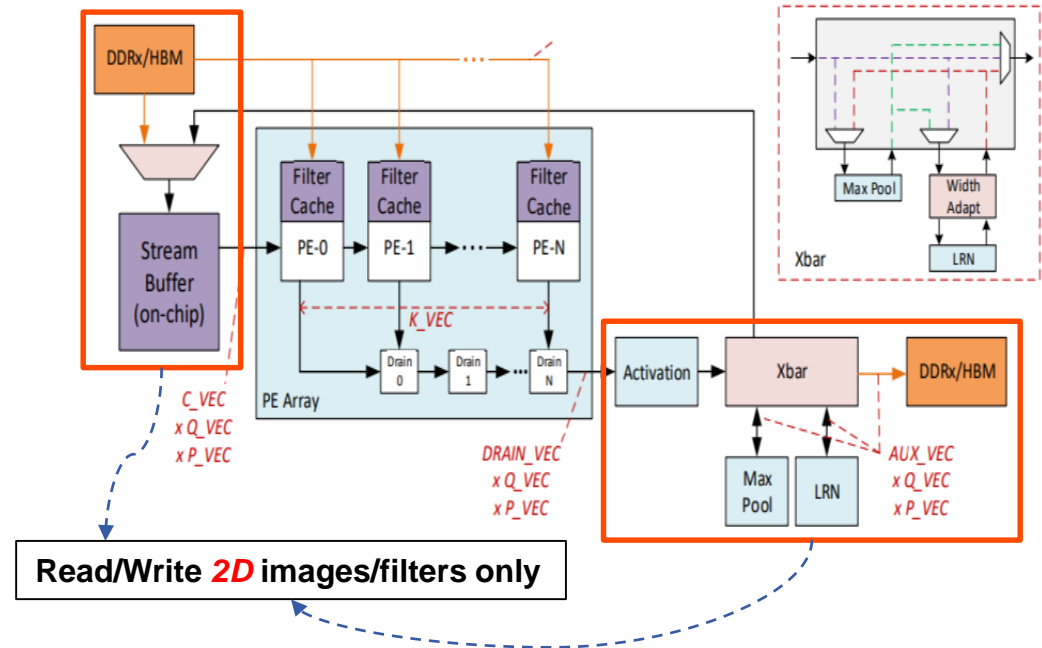 DDRx/HBM
Stream
Buffer
(on-chip)
C_VEC
x Q_VEC
x P_VEC
Filter
Cache
PE-0
Filter
Cache
PE-1
Filter
Cache
PE-N
K_VEC
Drain
0
Drain
1
Drain
N
PE Array
DRAIN_VEC
x Q_VEC
x P_VEC
Activation
Xbar
DDRx/HBM
Max
Pool
LRN
AUX_VEC
x Q_VEC
x P_VEC
Max Pool
Width
Adapt
LRN
Xbar
Read/Write 2D images/filters only